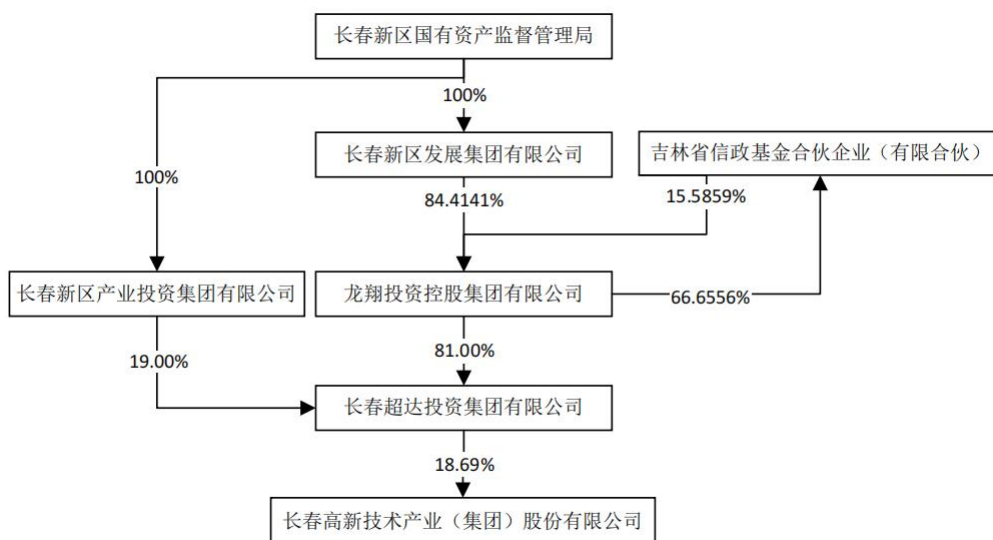 长春新区国有资产监督管理局
100%
长春新区发展集团有限公司
吉林省信政基金合伙企业（有限合伙）
100%
84.4141%
15.5859%
长春新区产业投资集团有限公司
龙翔投资控股集团有限公司
66.6556%
19.00%
81.00%
长春超达投资集团有限公司
18.69%
长春高新技术产业（集团）股份有限公司